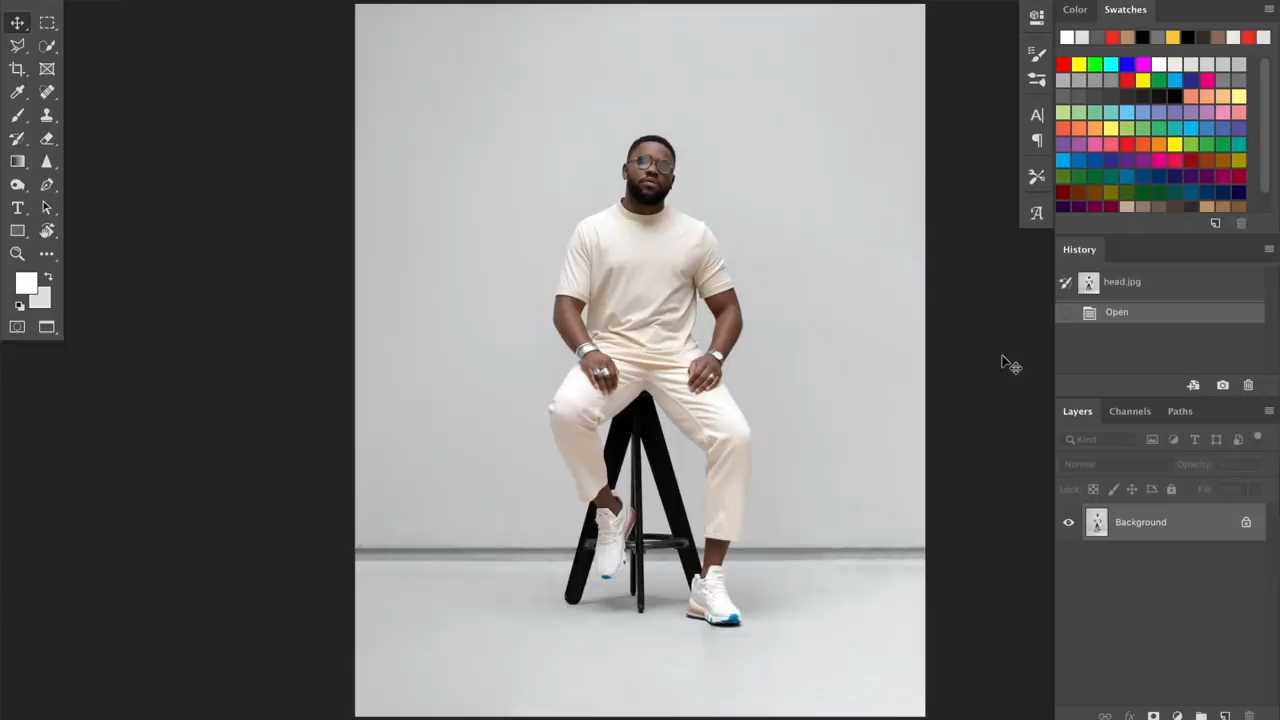 Color Swatches
History
head.jpg
Open
Layers Channels Paths
Kind
Normal Opacity:
Lock: Fill:
Background